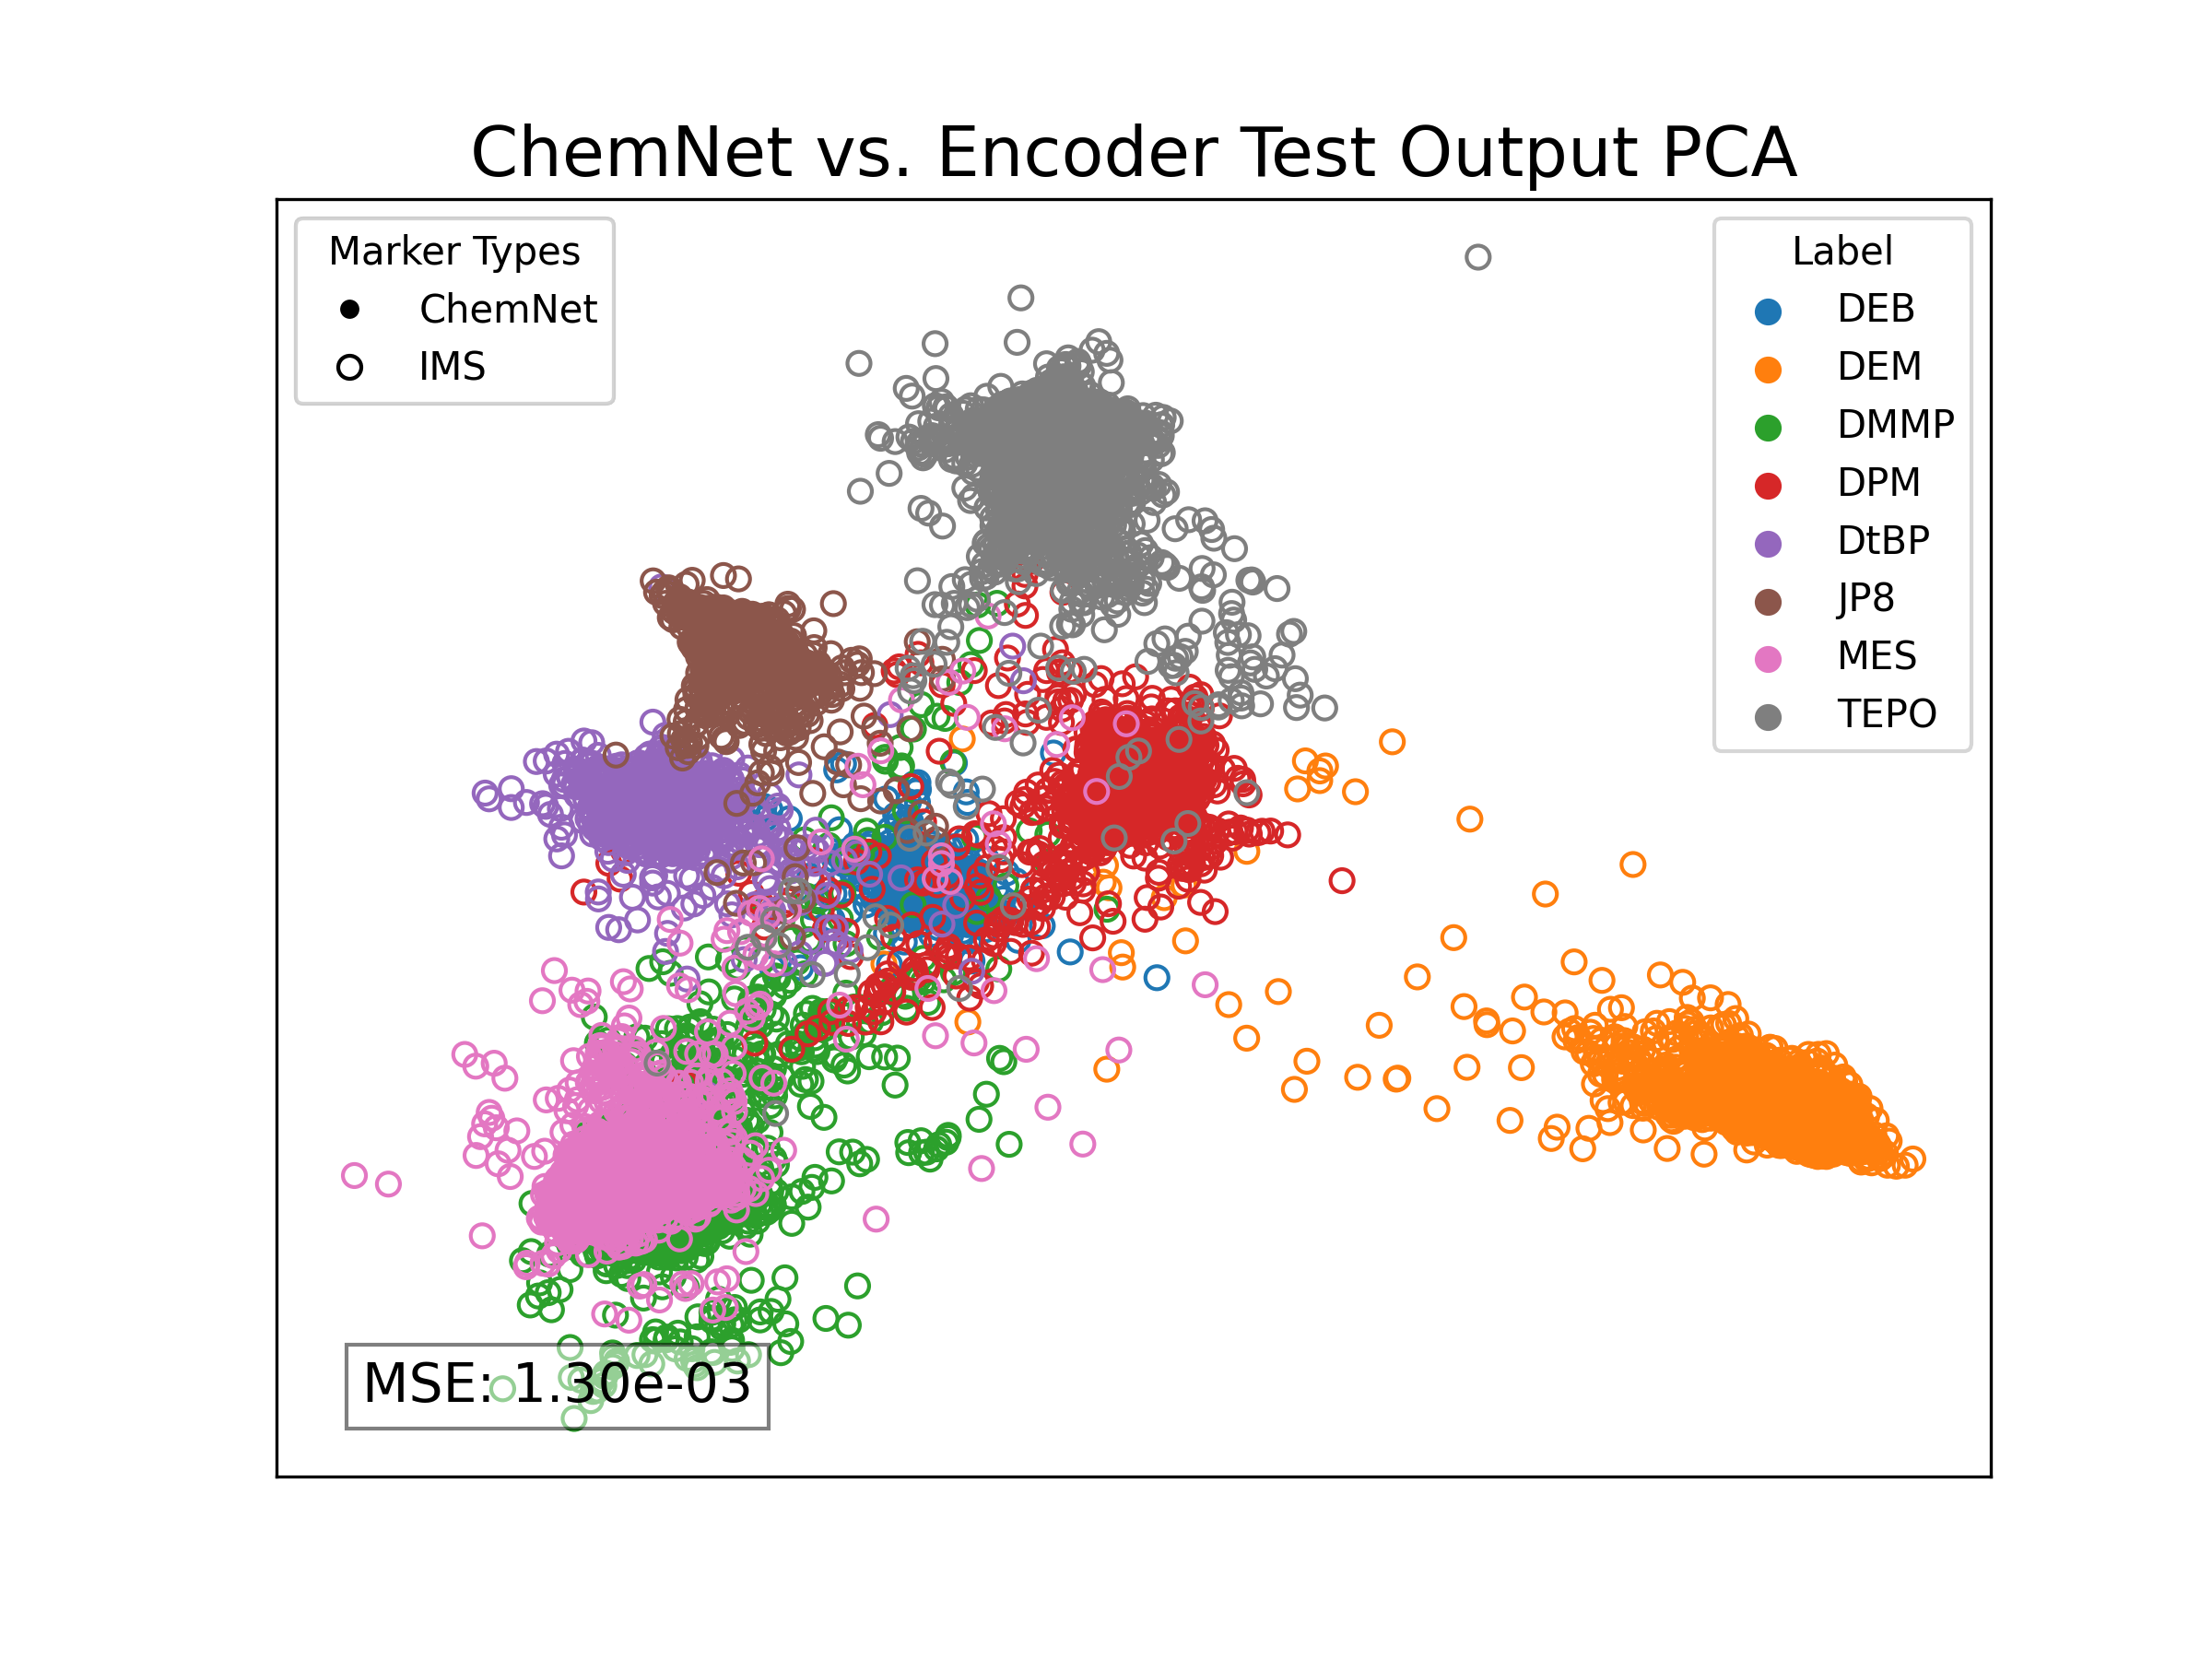 ChemNet vs. Encoder Test Output PCA
Marker Types
ChemNet
IMS
Label
DEB
DEM
DMMP
DPM
DtBP
JP8
MES
TEPO
MSE: 1.30e-03